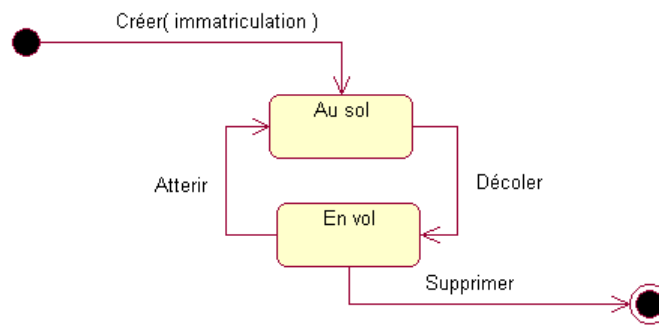 Créer( immatriculation )
Au sol
Atterir
Décoler
En vol
Supprimer